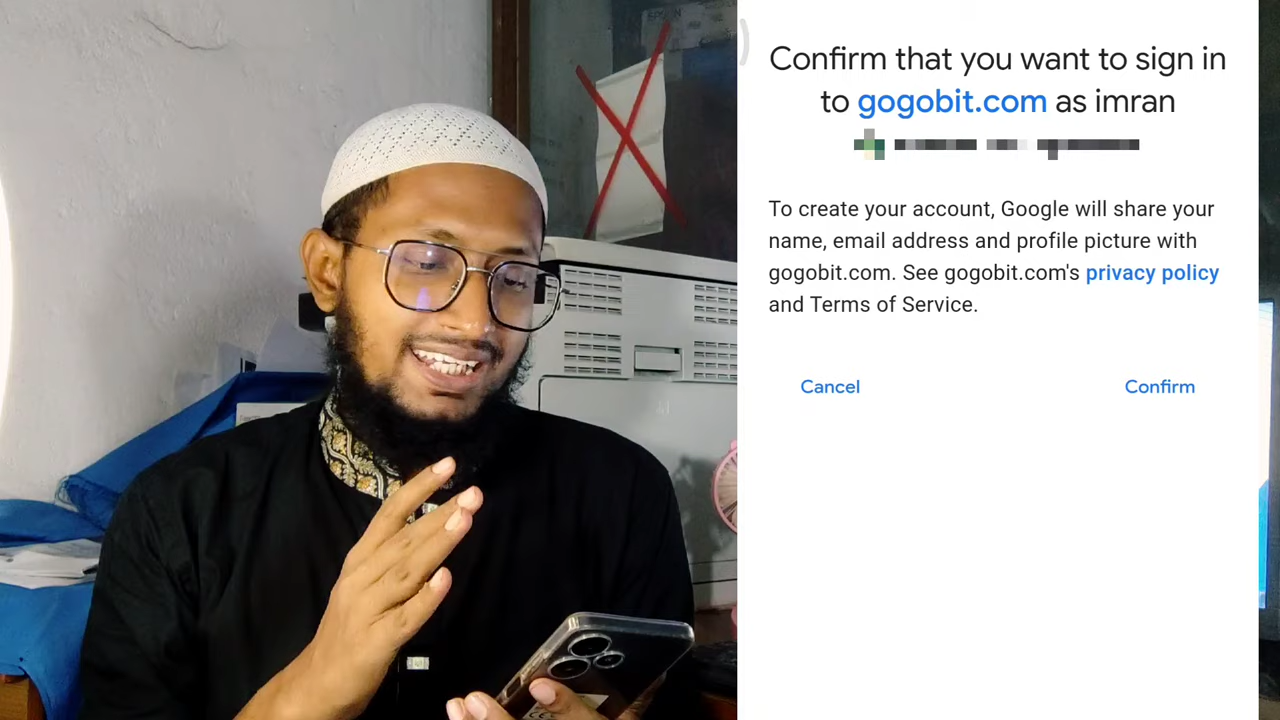 Confirm that you want to sign in
to gogobit.com as imran
To create your account, Google will share your
name, email address and profile picture with
gogobit.com. See gogobit.com's privacy policy
and Terms of Service.
Cancel
Confirm